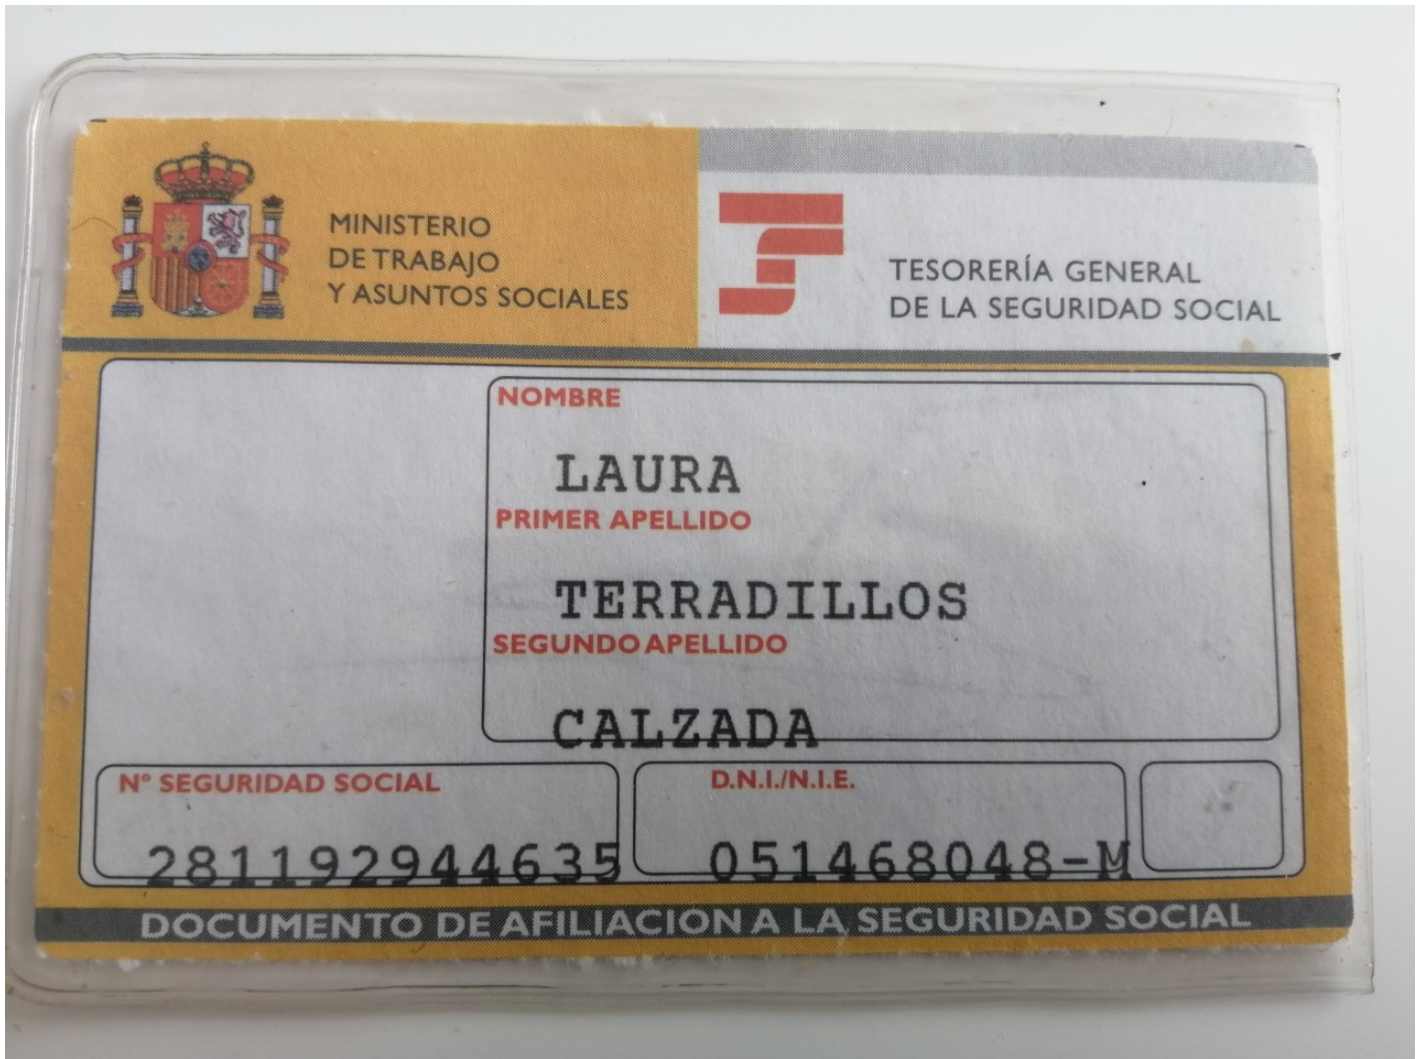 MINISTERIO
DE TRABAJO
Y ASUNTOS SOCIALES
TESORERÍA GENERAL
DE LA SEGURIDAD SOCIAL
NOMBRE
LAURA
PRIMER APELLIDO
TERRADILLOS
SEGUNDO APELLIDO
CALZADA
Nº SEGURIDAD SOCIAL
281192944635
D.N.I./N.I.E.
051468048-M
DOCUMENTO DE AFILIACIÓN A LA SEGURIDAD SOCIAL